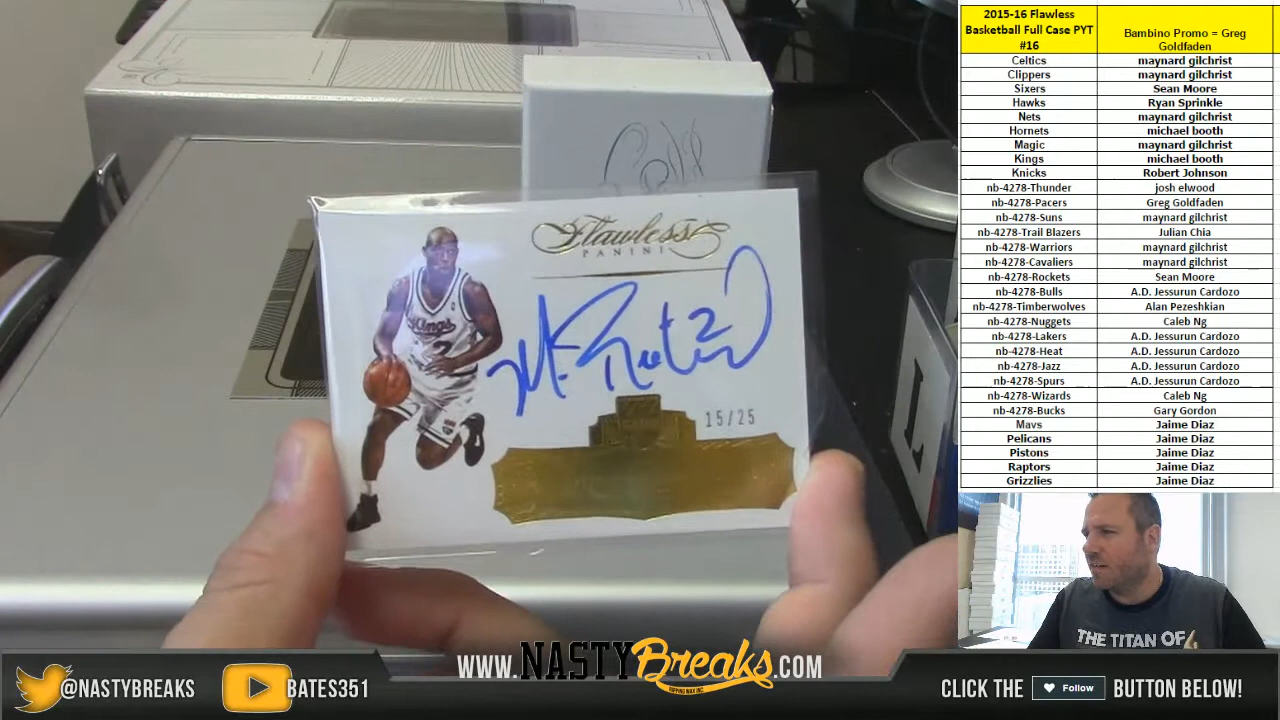 Flawless
PANINI
Kings
2
M. Richmond 2
15/25
2015-16 Flawless
Basketball Full Case PYT
#16
Bambino Promo = Greg
Goldfaden
Celtics maynard gilchrist
Clippers maynard gilchrist
Sixers Sean Moore
Hawks Ryan Sprinkle
Nets maynard gilchrist
Hornets michael booth
Magic maynard gilchrist
Kings michael booth
Knicks Robert Johnson
nb-4278-Thunder josh elwood
nb-4278-Pacers Greg Goldfaden
nb-4278-Suns maynard gilchrist
nb-4278-Trail Blazers Julian Chia
nb-4278-Warriors maynard gilchrist
nb-4278-Cavaliers maynard gilchrist
nb-4278-Rockets Sean Moore
nb-4278-Bulls A.D. Jessurun Cardozo
nb-4278-Timberwolves Alan Pezeshkian
nb-4278-Nuggets Caleb Ng
nb-4278-Lakers A.D. Jessurun Cardozo
nb-4278-Heat A.D. Jessurun Cardozo
nb-4278-Jazz A.D. Jessurun Cardozo
nb-4278-Spurs A.D. Jessurun Cardozo
nb-4278-Wizards Caleb Ng
nb-4278-Bucks Gary Gordon
Mavs Jaime Diaz
Pelicans Jaime Diaz
Pistons Jaime Diaz
Raptors Jaime Diaz
Grizzlies Jaime Diaz
THE TITAN OF
@NASTYBREAKS
BATES351
WWW.NASTYBreaks.COM
RIPPING WAX INC.
CLICK THE Follow BUTTON BELOW!